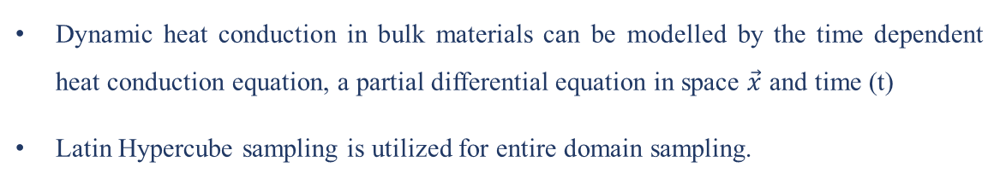 • Dynamic heat conduction in bulk materials can be modelled by the time dependent
heat conduction equation, a partial differential equation in space x⃗ and time (t)
• Latin Hypercube sampling is utilized for entire domain sampling.